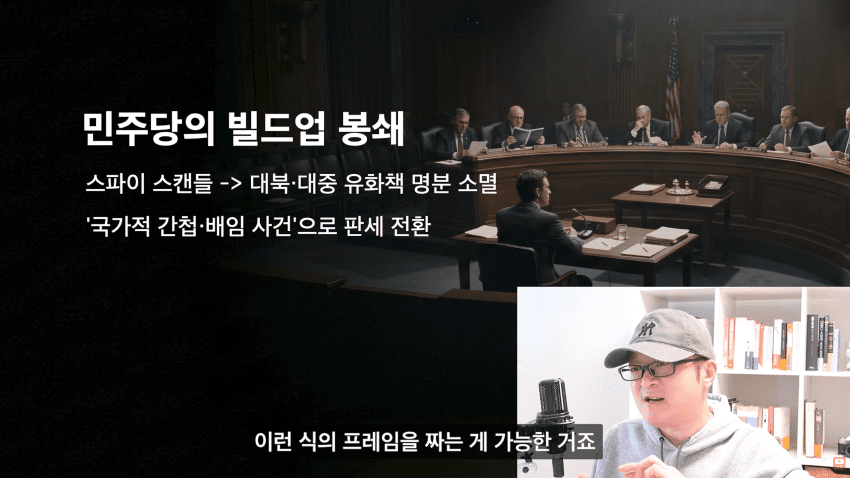 민주당의 빌드업 봉쇄
스파이 스캔들 -> 대북·대중 유화책 명분 소멸
'국가적 간첩·배임 사건'으로 판세 전환
이런 식의 프레임을 짜는 게 가능한 거죠